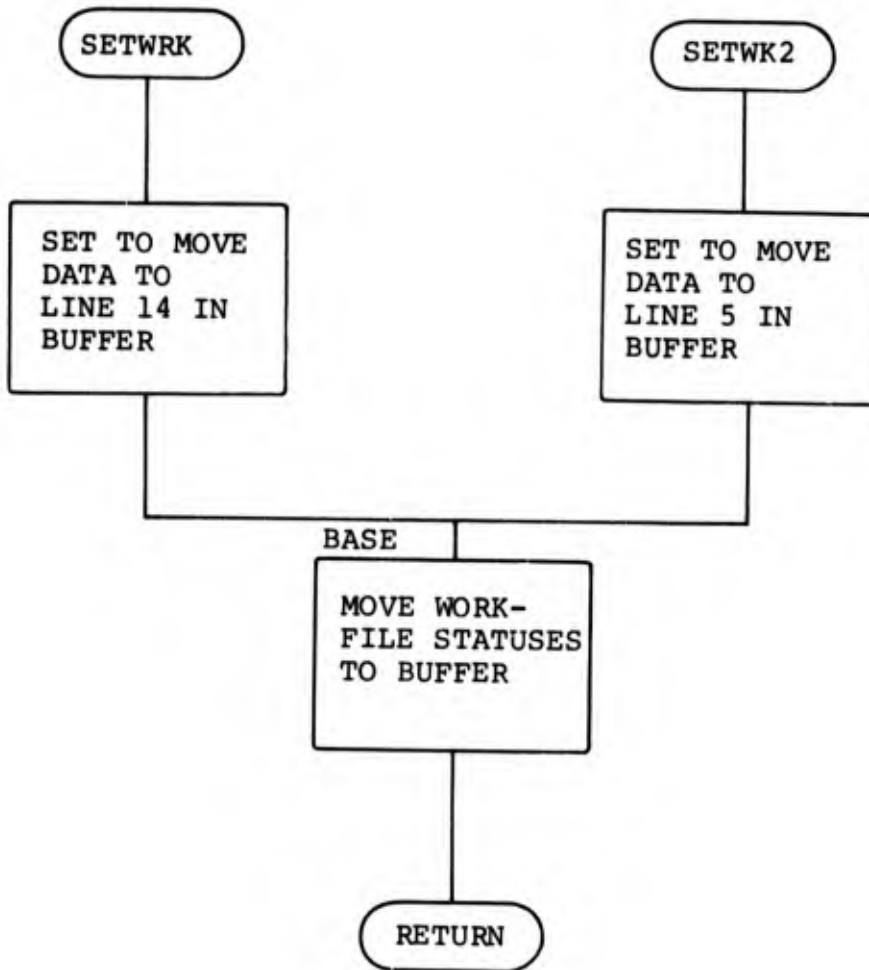 SETWRK
SETWK2
SET TO MOVE
DATA TO
LINE 14 IN
BUFFER
SET TO MOVE
DATA TO
LINE 5 IN
BUFFER
BASE
MOVE WORK-
FILE STATUSES
TO BUFFER
RETURN